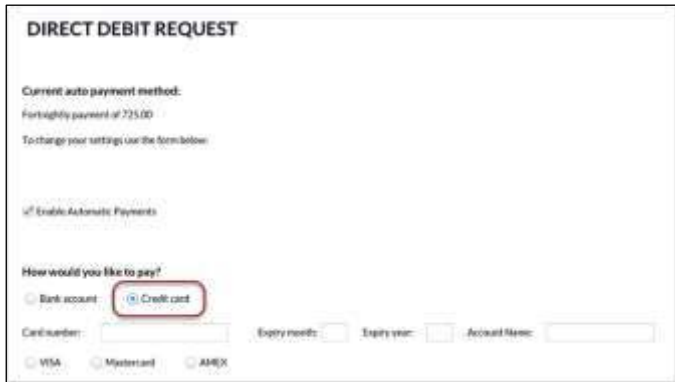 DIRECT DEBIT REQUEST
Current auto payment method:
Fortnightly payment of 725.00
To change your settings use the form below:
Enable Automatic Payments
How would you like to pay?
Bank account Credit card
Card number: Expiry month: Expiry year: Account Name:
VISA Mastercard AMEX